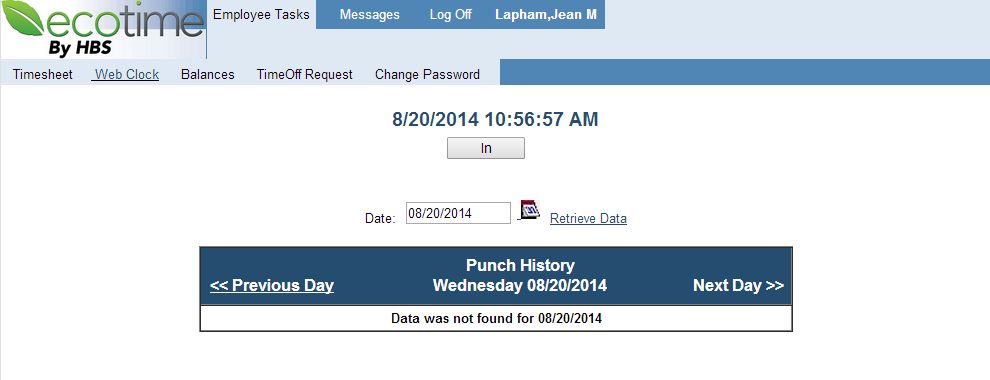 ecotime
By HBS
Employee Tasks Messages Log Off Lapham,Jean M
Timesheet Web Clock Balances TimeOff Request Change Password
8/20/2014 10:56:57 AM
In
Date: 08/20/2014 31 Retrieve Data
Punch History
<< Previous Day Wednesday 08/20/2014 Next Day >>
Data was not found for 08/20/2014